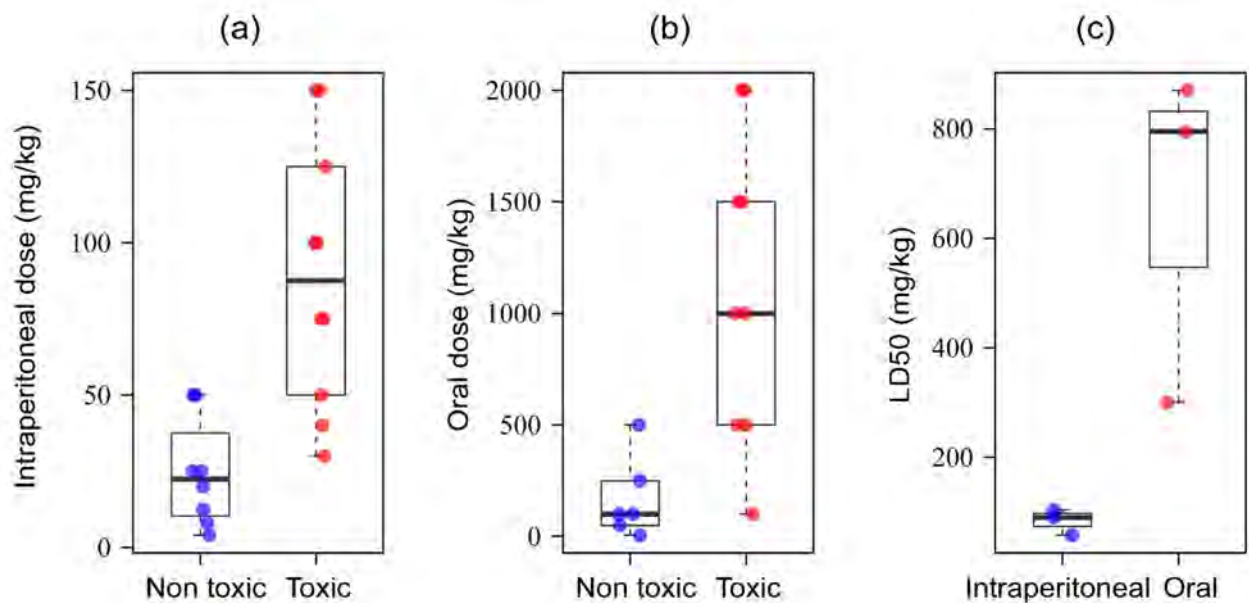 (a)
Intraperitoneal dose (mg/kg)
150
100
50
0
Non toxic Toxic
(b)
Oral dose (mg/kg)
2000
1500
1000
500
0
Non toxic Toxic
(c)
LD50 (mg/kg)
800
600
400
200
Intraperitoneal Oral